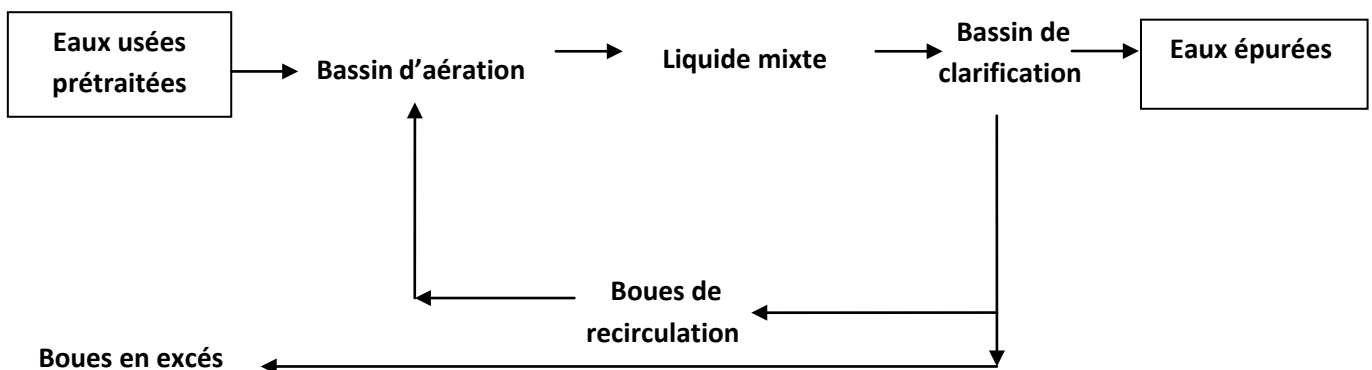 Eaux usées
prétraitées
Bassin d’aération
Liquide mixte
Bassin de
clarification
Eaux épurées
Boues de
recirculation
Boues en excés